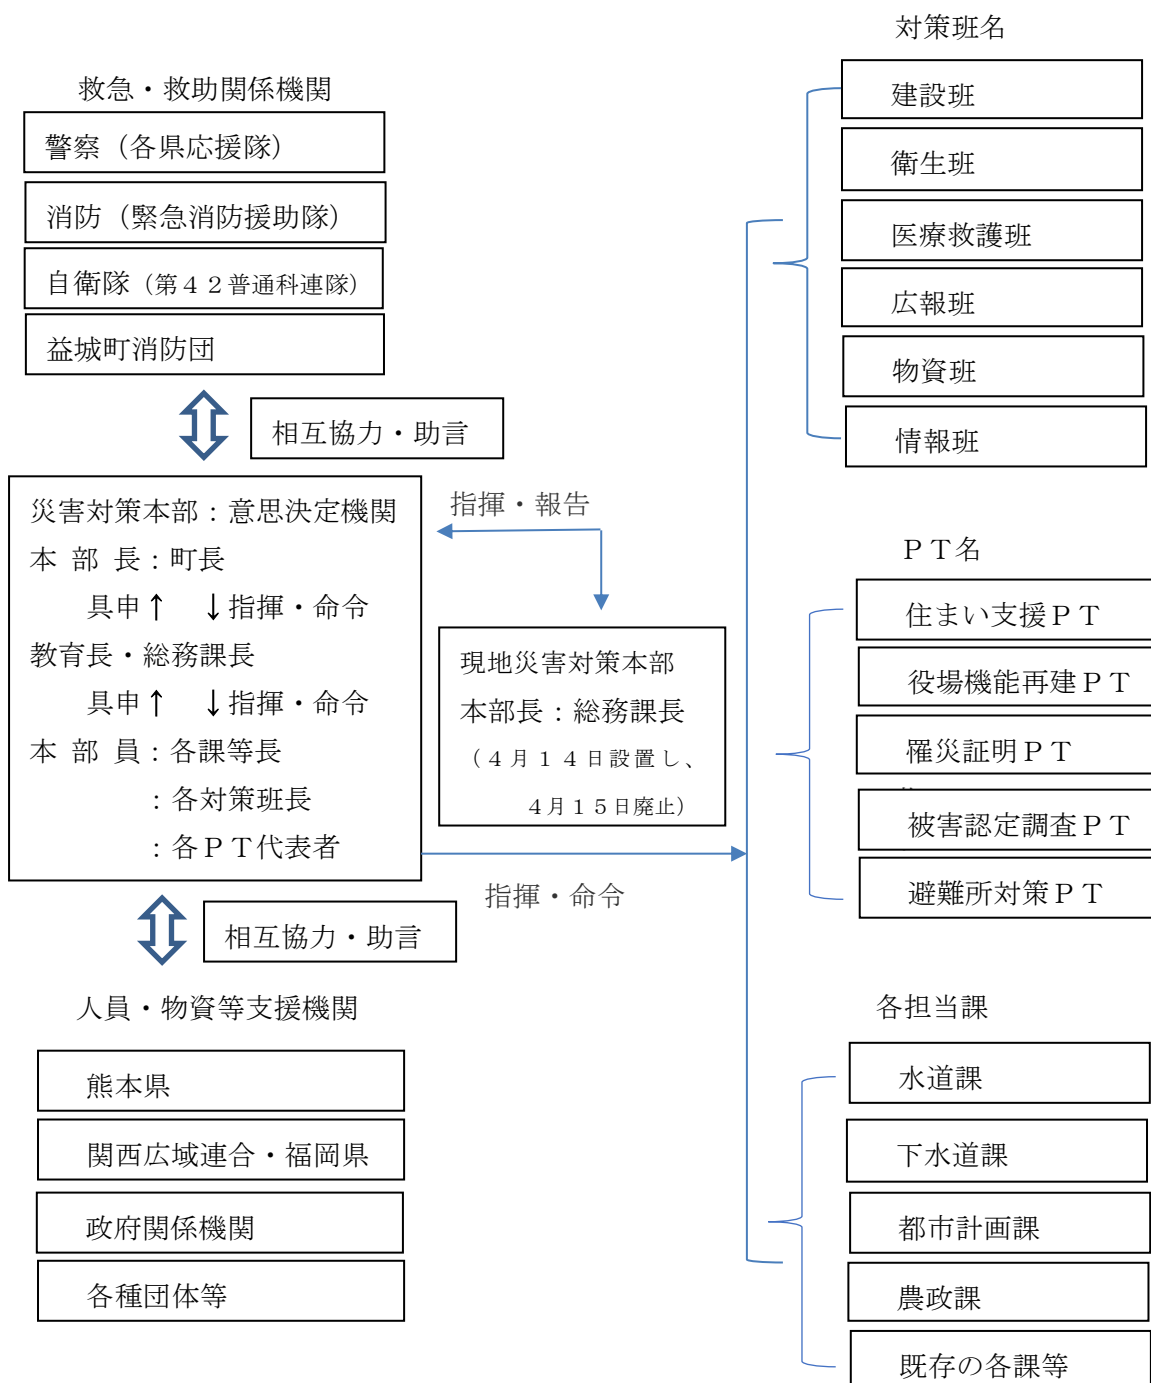 救急・救助関係機関
警察（各県応援隊）
消防（緊急消防援助隊）
自衛隊（第４２普通科連隊）
益城町消防団
相互協力・助言
災害対策本部：意思決定機関
本 部 長：町長
具申↑ ↓指揮・命令
教育長・総務課長
具申↑ ↓指揮・命令
本 部 員：各課等長
：各対策班長
：各ＰＴ代表者
指揮・報告
現地災害対策本部
本部長：総務課長
（４月１４日設置し、
４月１５日廃止）
指揮・命令
相互協力・助言
人員・物資等支援機関
熊本県
関西広域連合・福岡県
政府関係機関
各種団体等
対策班名
建設班
衛生班
医療救護班
広報班
物資班
情報班
ＰＴ名
住まい支援ＰＴ
役場機能再建ＰＴ
罹災証明ＰＴ
被害認定調査ＰＴ
避難所対策ＰＴ
各担当課
水道課
下水道課
都市計画課
農政課
既存の各課等